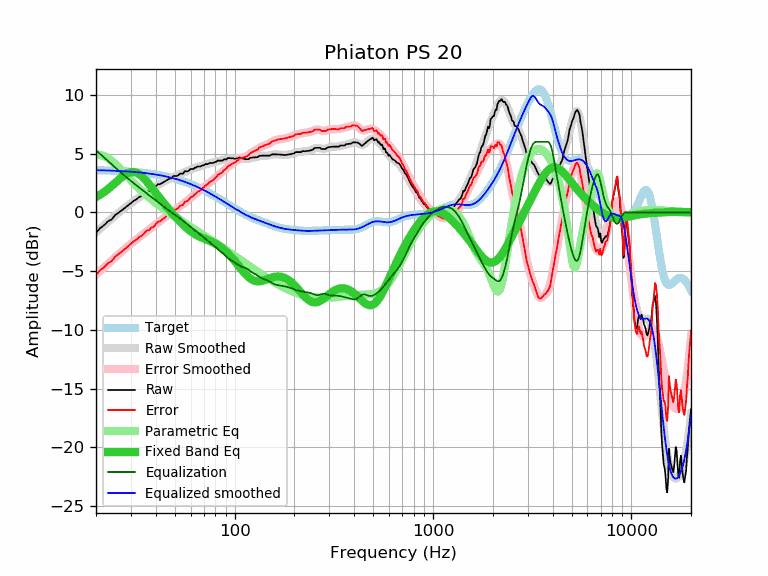 Phiaton PS 20
Amplitude (dBr)
10
5
0
−5
−10
−15
−20
−25
Target
Raw Smoothed
Error Smoothed
Raw
Error
Parametric Eq
Fixed Band Eq
Equalization
Equalized smoothed
100
1000
10000
Frequency (Hz)